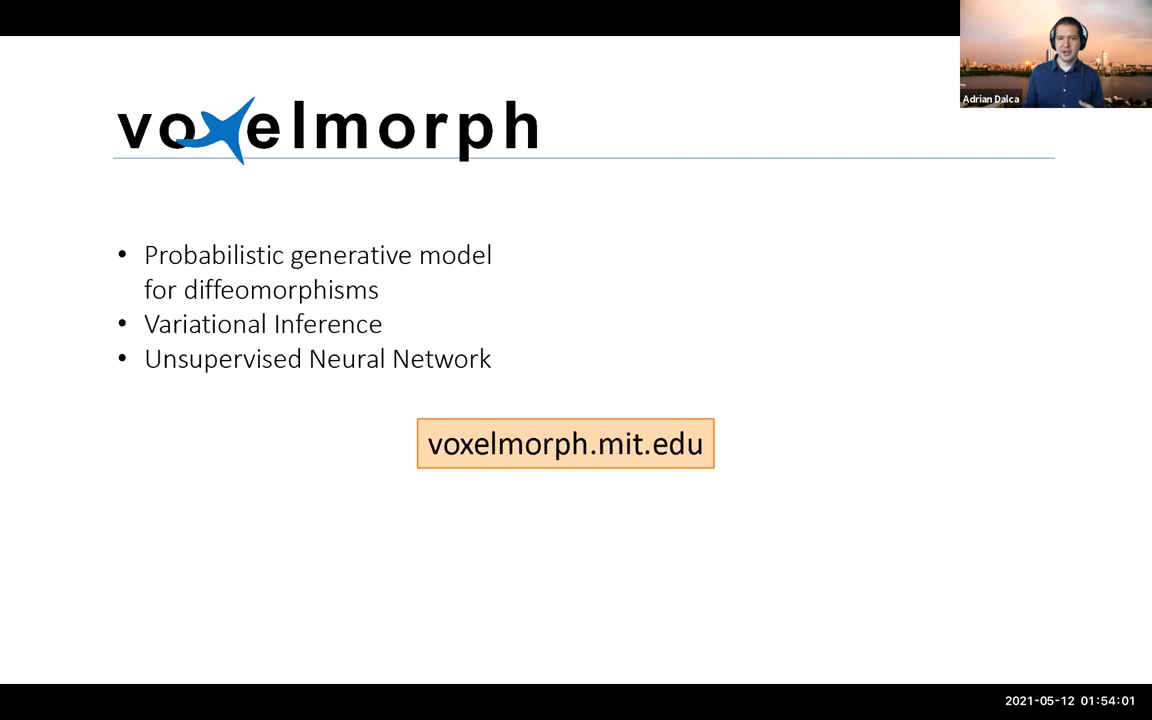 Adrian Dalca
voxelmorph
• Probabilistic generative model
for diffeomorphisms
• Variational Inference
• Unsupervised Neural Network
voxelmorph.mit.edu
2021-05-12 01:54:01